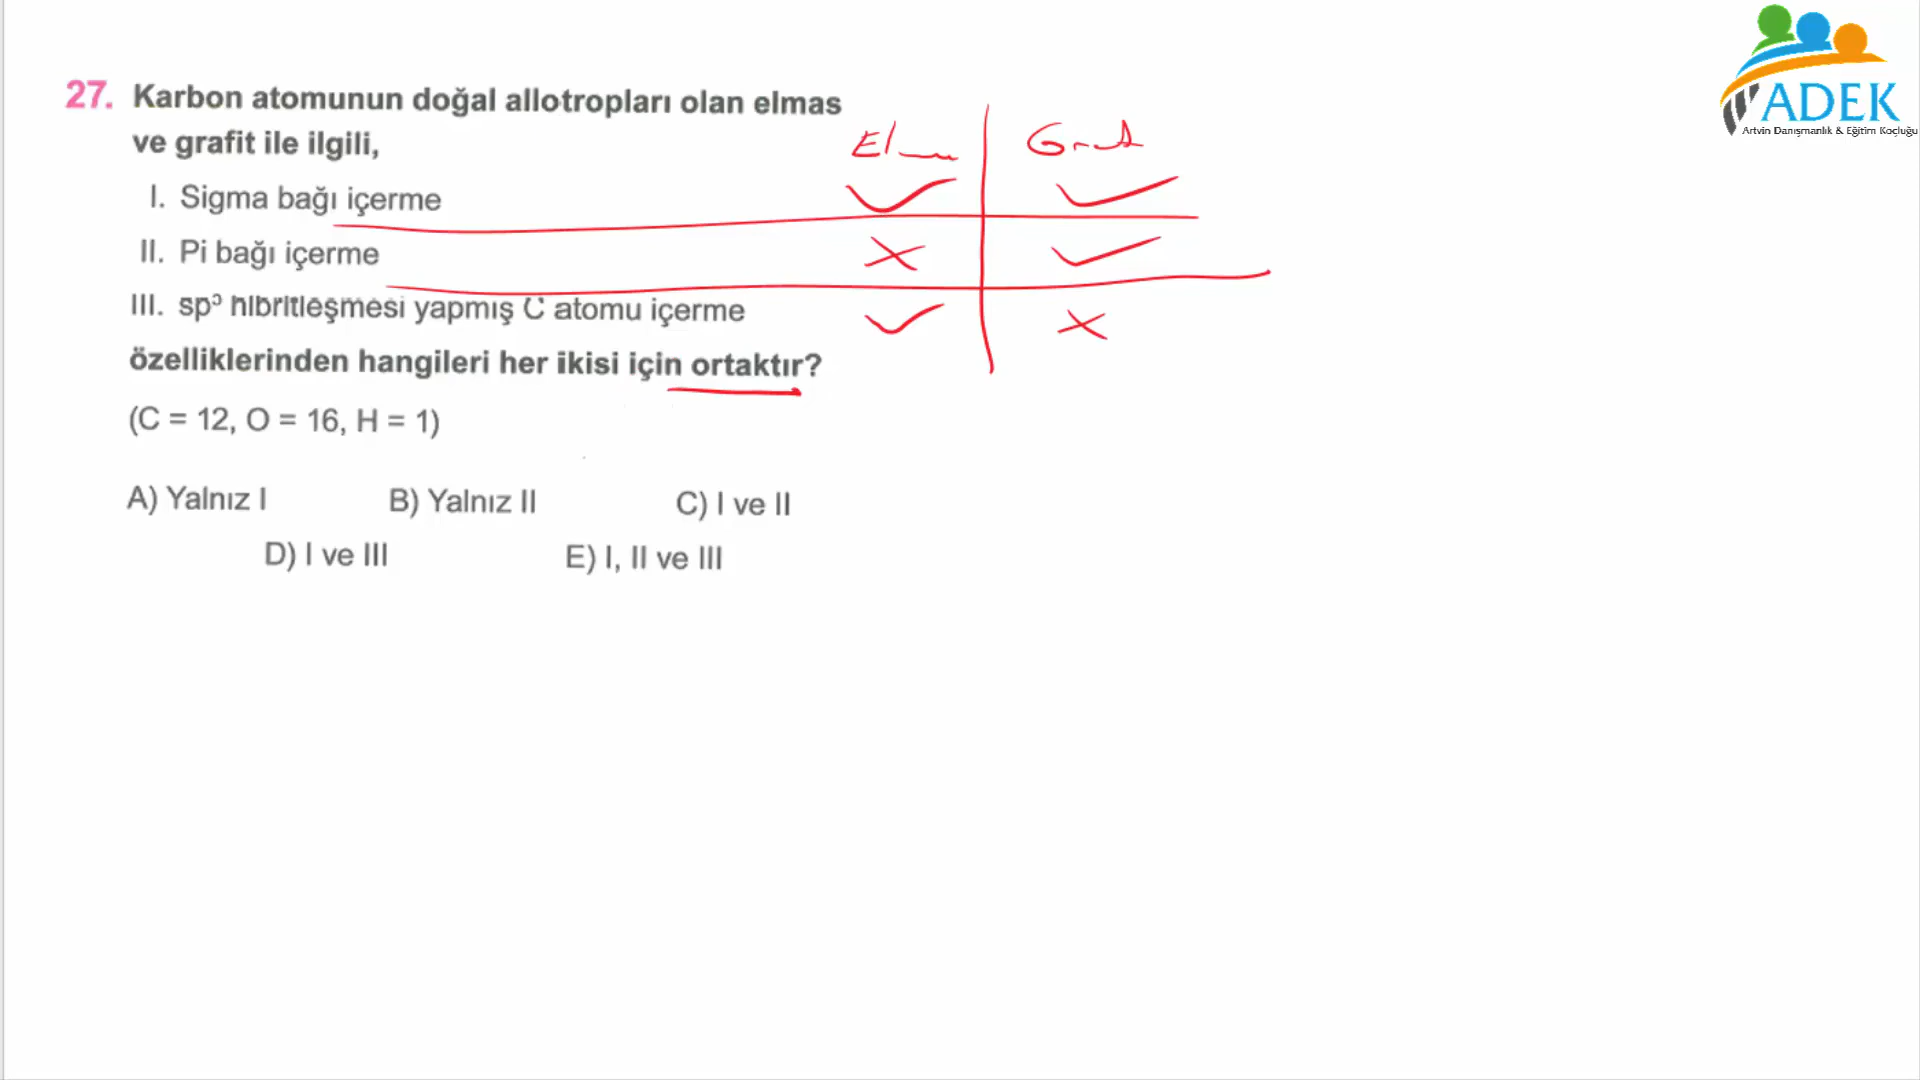 27. Karbon atomunun doğal allotropları olan elmas
ve grafit ile ilgili,
I. Sigma bağı içerme
II. Pi bağı içerme
III. sp³ hibritleşmesi yapmış C atomu içerme
özelliklerinden hangileri her ikisi için ortaktır?
(C = 12, O = 16, H = 1)
A) Yalnız I B) Yalnız II C) I ve II
D) I ve III E) I, II ve III
ADEK
Artvin Danışmanlık & Eğitim Koçluğu